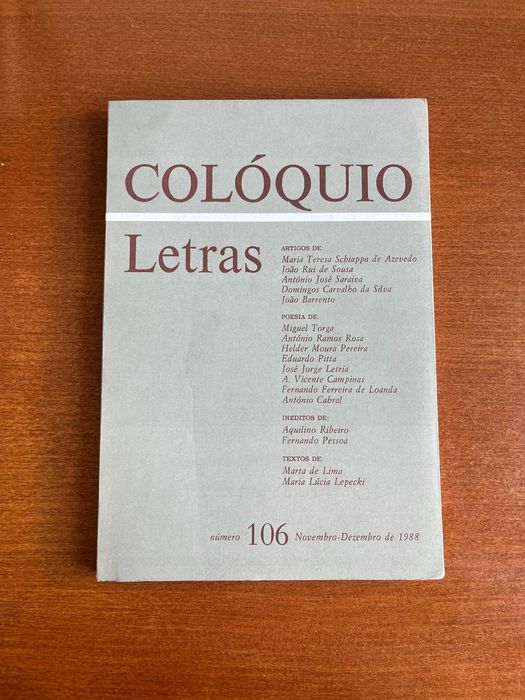 COLÓQUIO
Letras
ARTIGOS DE:
Maria Teresa Schiappa de Azevedo
João Rui de Sousa
António José Saraiva
Domingos Carvalho da Silva
João Barrento
POESIA DE:
Miguel Torga
António Ramos Rosa
Helder Moura Pereira
Eduardo Pitta
José Jorge Letria
A. Vicente Campinas
Fernando Ferreira de Loanda
António Cabral
INÉDITOS DE:
Aquilino Ribeiro
Fernando Pessoa
TEXTOS DE:
Marta de Lima
Maria Lúcia Lepecki
número 106 Novembro-Dezembro de 1988